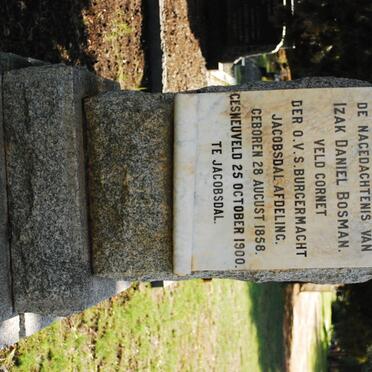 DE NAGEDACHTENIS VAN
IZAK DANIEL BOSMAN.
VELD CORNET
DER O.V.S. BURGERMACHT
JACOBSDAL AFDELINC.
GEBOREN 28 AUGUST 1858.
GESNEUVELD 25 OCTOBER 1900.
TE JACOBSDAL.